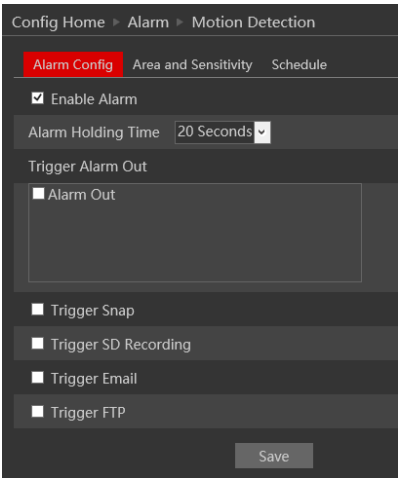 Config Home ▶ Alarm ▶ Motion Detection
Alarm Config Area and Sensitivity Schedule
Enable Alarm
Alarm Holding Time 20 Seconds
Trigger Alarm Out
Alarm Out
Trigger Snap
Trigger SD Recording
Trigger Email
Trigger FTP
Save